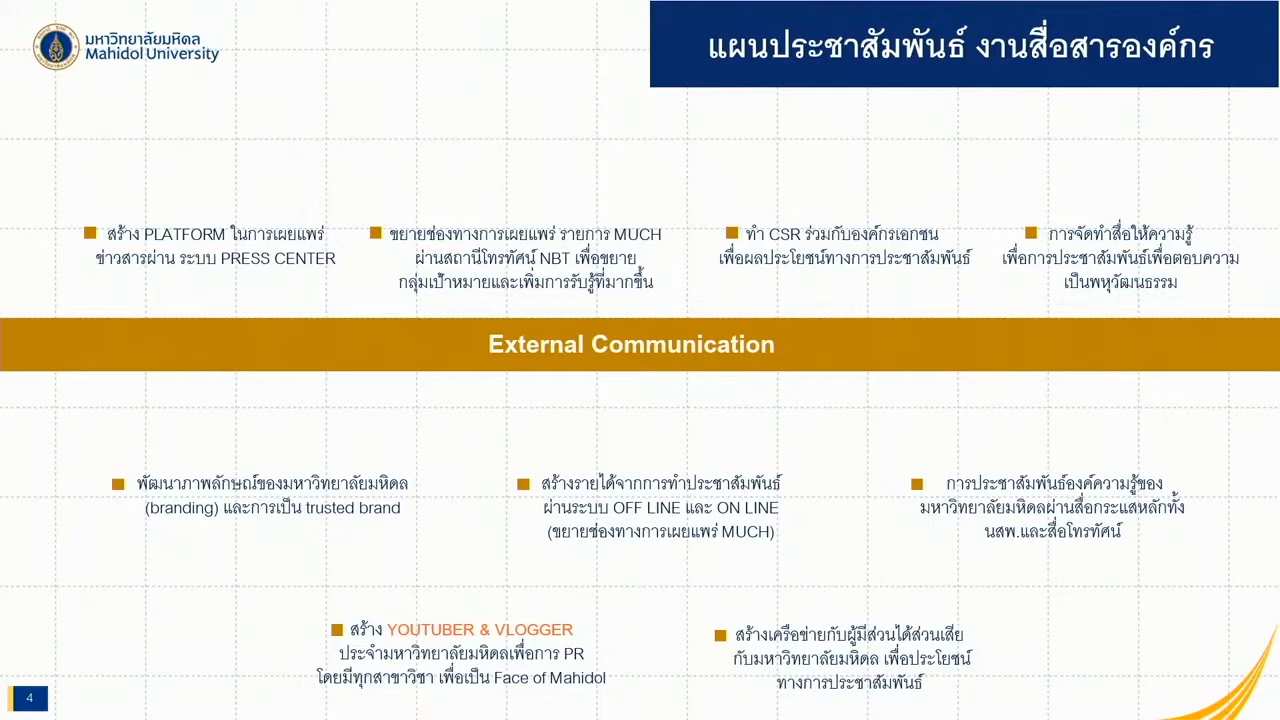 มหาวิทยาลัยมหิดล
Mahidol University
แผนประชาสัมพันธ์ งานสื่อสารองค์กร
สร้าง PLATFORM ในการเผยแพร่
ข่าวสารผ่าน ระบบ PRESS CENTER
ขยายช่องทางการเผยแพร่ รายการ MUCH
ผ่านสถานีโทรทัศน์ NBT เพื่อขยาย
กลุ่มเป้าหมายและเพิ่มการรับรู้ที่มากขึ้น
ทำ CSR ร่วมกับองค์กรเอกชน
เพื่อผลประโยชน์ทางการประชาสัมพันธ์
การจัดทำสื่อให้ความรู้
เพื่อการประชาสัมพันธ์เพื่อตอบความ
เป็นพหุวัฒนธรรม
External Communication
พัฒนาภาพลักษณ์ของมหาวิทยาลัยมหิดล
(branding) และการเป็น trusted brand
สร้างรายได้จากการทำประชาสัมพันธ์
ผ่านระบบ OFF LINE และ ON LINE
(ขยายช่องทางการเผยแพร่ MUCH)
การประชาสัมพันธ์องค์ความรู้ของ
มหาวิทยาลัยมหิดลผ่านสื่อกระแสหลักทั้ง
นสพ.และสื่อโทรทัศน์
สร้าง YOUTUBER & VLOGGER
ประจำมหาวิทยาลัยมหิดลเพื่อการ PR
โดยมีทุกสาขาวิชา เพื่อเป็น Face of Mahidol
สร้างเครือข่ายกับผู้มีส่วนได้ส่วนเสีย
กับมหาวิทยาลัยมหิดล เพื่อประโยชน์
ทางการประชาสัมพันธ์
4